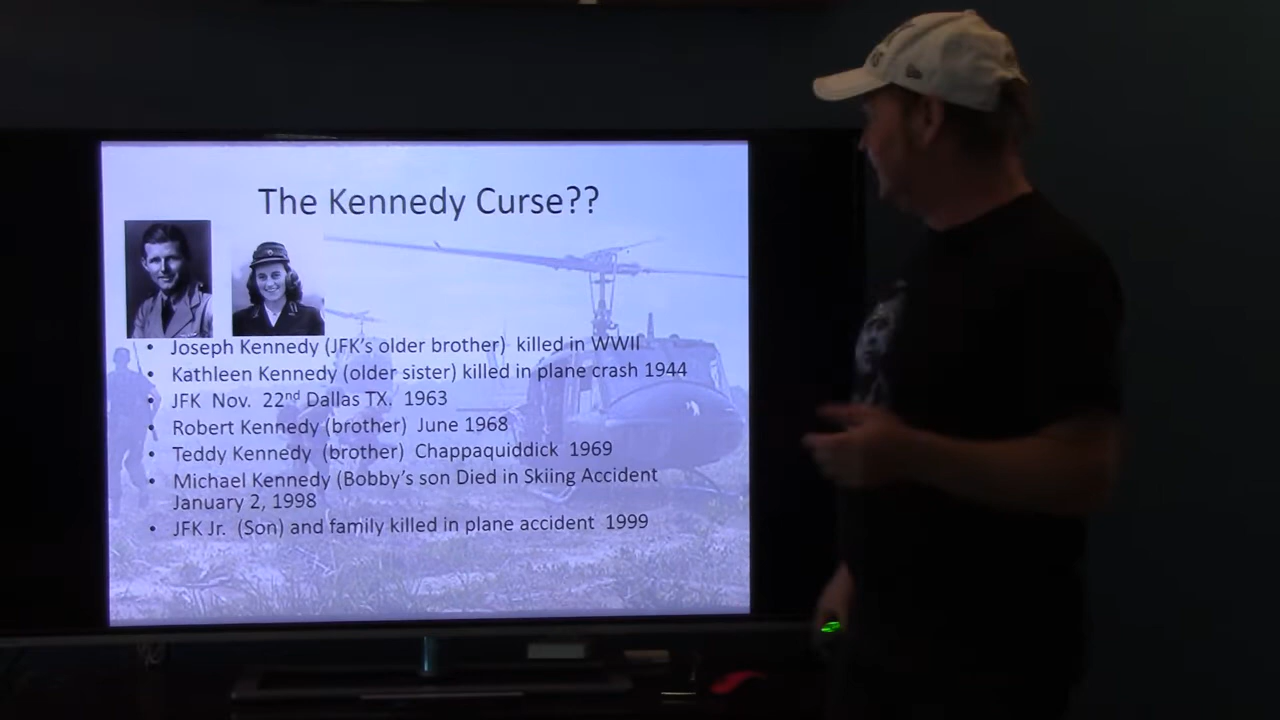 The Kennedy Curse??
• Joseph Kennedy (JFK's older brother) killed in WWII
• Kathleen Kennedy (older sister) killed in plane crash 1944
• JFK Nov. 22nd Dallas TX. 1963
• Robert Kennedy (brother) June 1968
• Teddy Kennedy (brother) Chappaquiddick 1969
• Michael Kennedy (Bobby's son Died in Skiing Accident
January 2, 1998
• JFK Jr. (Son) and family killed in plane accident 1999